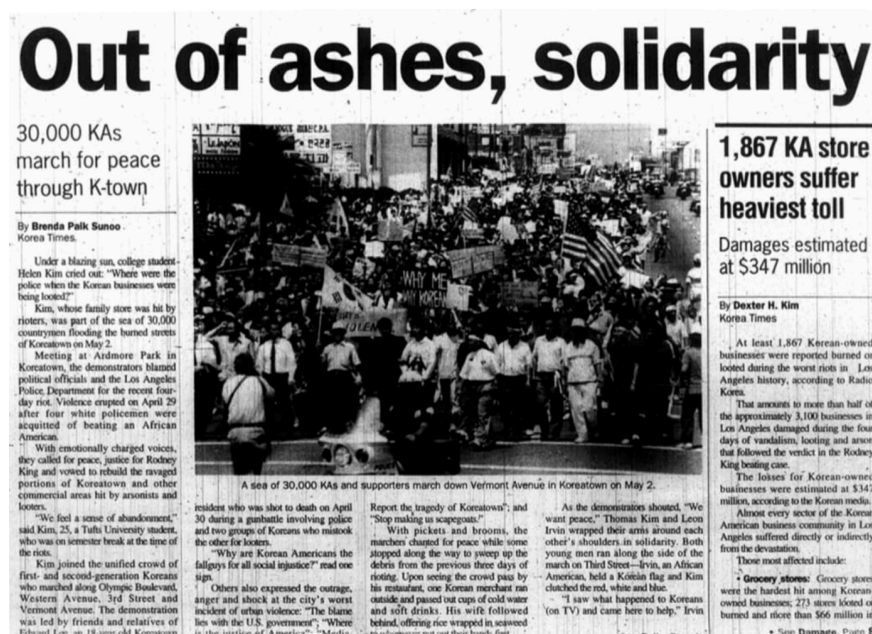 Out of ashes, solidarity
30,000 KAs
march for peace
through K-town
By Brenda Paik Sunoo
Korea Times
Under a blazing sun, college student
Helen Kim cried out: "Where were the
police when the Korean businesses were
being looted?"
Kim, whose family store was hit by
rioters, was part of the sea of 30,000
countrymen flooding the burned streets
of Koreatown on May 2.
Meeting at Ardmore Park in
Koreatown, the demonstrators blamed
political officials and the Los Angeles
Police Department for the recent four-
day riot. Violence erupted on April 29
after four white policemen were
acquitted of beating an African
American.
With emotionally charged voices,
they called for peace, justice for Rodney
King and vowed to rebuild the ravaged
portions of Koreatown and other
commercial areas hit by arsonists and
looters.
"We feel a sense of abandonment,"
said Kim, 25, a Tufts University student,
who was on semester break at the time of
the riots.
Kim joined the unified crowd of
first- and second-generation Koreans
who marched along Olympic Boulevard,
Western Avenue, 3rd Street and
Vermont Avenue. The demonstration
was led by friends and relatives of
Edward Lee, an 18-year-old Koreatown
WHY ME
WHY KOREAN
A sea of 30,000 KAs and supporters march down Vermont Avenue in Koreatown on May 2.
resident who was shot to death on April
30 during a gunbattle involving police
and two groups of Koreans who mistook
the other for looters.
"Why are Korean Americans the
fallguys for all social injustice?" read one
sign.
Others also expressed the outrage,
anger and shock at the city's worst
incident of urban violence: "The blame
lies with the U.S. government"; "Where
is the justice of America"; "Media
Report the tragedy of Koreatown"; and
"Stop making us scapegoats."
With pickets and brooms, the
marchers chanted for peace while some
stopped along the way to sweep up the
debris from the previous three days of
rioting. Upon seeing the crowd pass by
his restaurant, one Korean merchant ran
outside and passed out cups of cold water
and soft drinks. His wife followed
behind, offering rice wrapped in seaweed
As the demonstrators shouted, "We
want peace," Thomas Kim and Leon
Irvin wrapped their arms around each
other's shoulders in solidarity. Both
young men ran along the side of the
march on Third Street—Irvin, an African
American, held a Korean flag and Kim
clutched the red, white and blue.
"I saw what happened to Koreans
(on TV) and came here to help," Irvin
1,867 KA store
owners suffer
heaviest toll
Damages estimated
at $347 million
By Dexter H. Kim
Korea Times
At least 1,867 Korean-owned
businesses were reported burned or
looted during the worst riots in Los
Angeles history, according to Radio
Korea.
That amounts to more than half of
the approximately 3,100 businesses in
Los Angeles damaged during the four
days of vandalism, looting and arson
that followed the verdict in the Rodney
King beating case.
The losses for Korean-owned
businesses were estimated at $347
million, according to the Korean media.
Almost every sector of the Korean
American business community in Los
Angeles suffered directly or indirectly
from the devastation.
Those most affected include:
• Grocery stores: Grocery stores
were the hardest hit among Korean-
owned businesses; 273 stores looted or
burned and more than $66 million in
• See Damage, Page